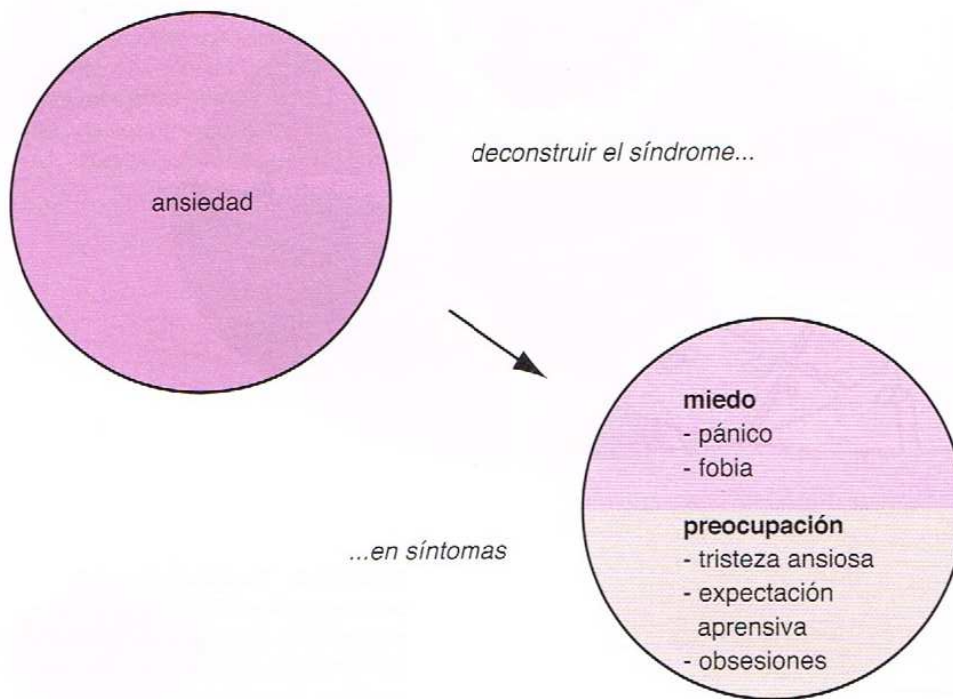 ansiedad
deconstruir el síndrome...
miedo
- pánico
- fobia
...en síntomas
preocupación
- tristeza ansiosa
- expectación
aprensiva
- obsesiones